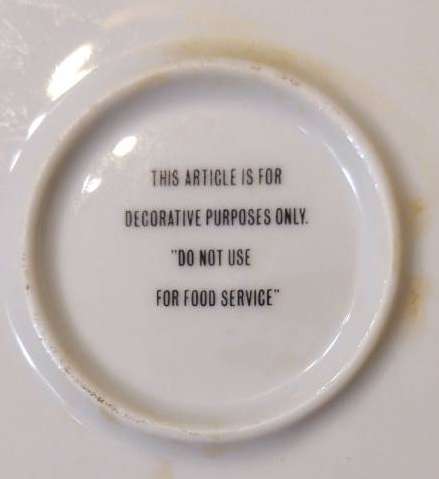 THIS ARTICLE IS FOR
DECORATIVE PURPOSES ONLY.
"DO NOT USE
FOR FOOD SERVICE"